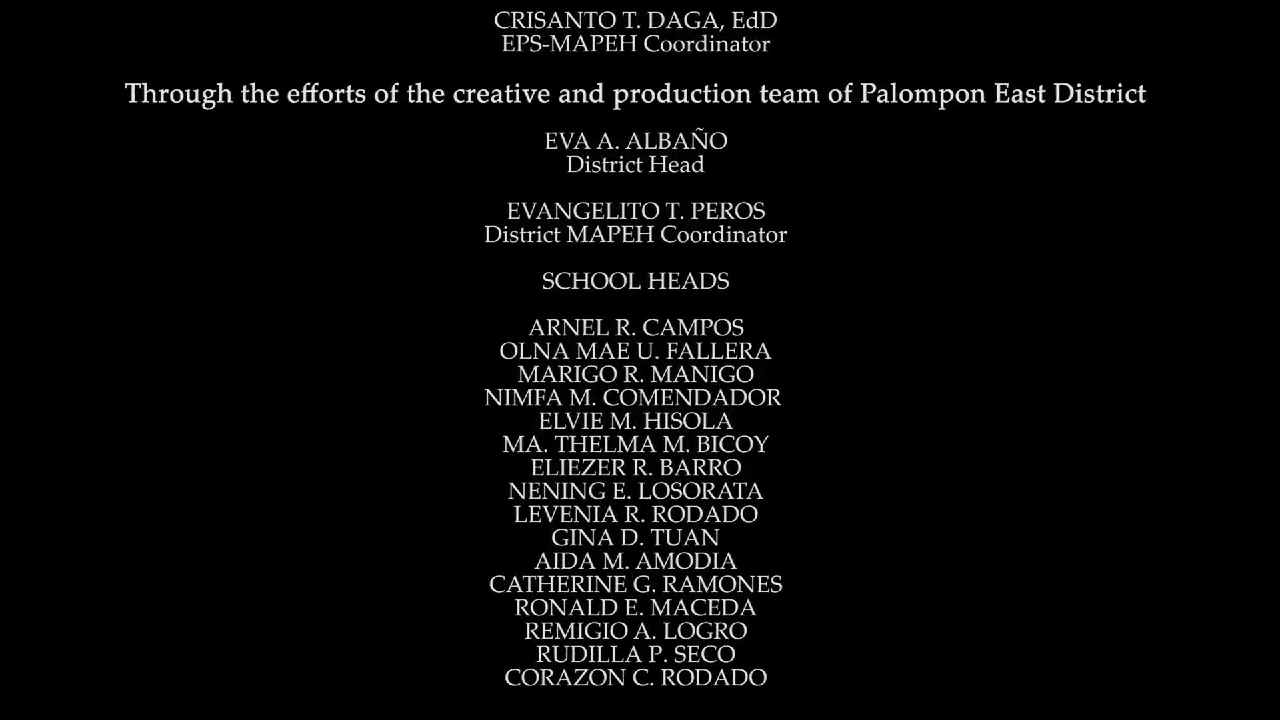 CRISANTO T. DAGA, EdD
EPS-MAPEH Coordinator
Through the efforts of the creative and production team of Palompon East District
EVA A. ALBAÑO
District Head
EVANGELITO T. PEROS
District MAPEH Coordinator
SCHOOL HEADS
ARNEL R. CAMPOS
OLNA MAE U. FALLERA
MARIGO R. MANIGO
NIMFA M. COMENDADOR
ELVIE M. HISOLA
MA. THELMA M. BICOY
ELIEZER R. BARRO
NENING E. LOSORATA
LEVENIA R. RODADO
GINA D. TUAN
AIDA M. AMODIA
CATHERINE G. RAMONES
RONALD E. MACEDA
REMIGIO A. LOGRO
RUDILLA P. SECO
CORAZON C. RODADO